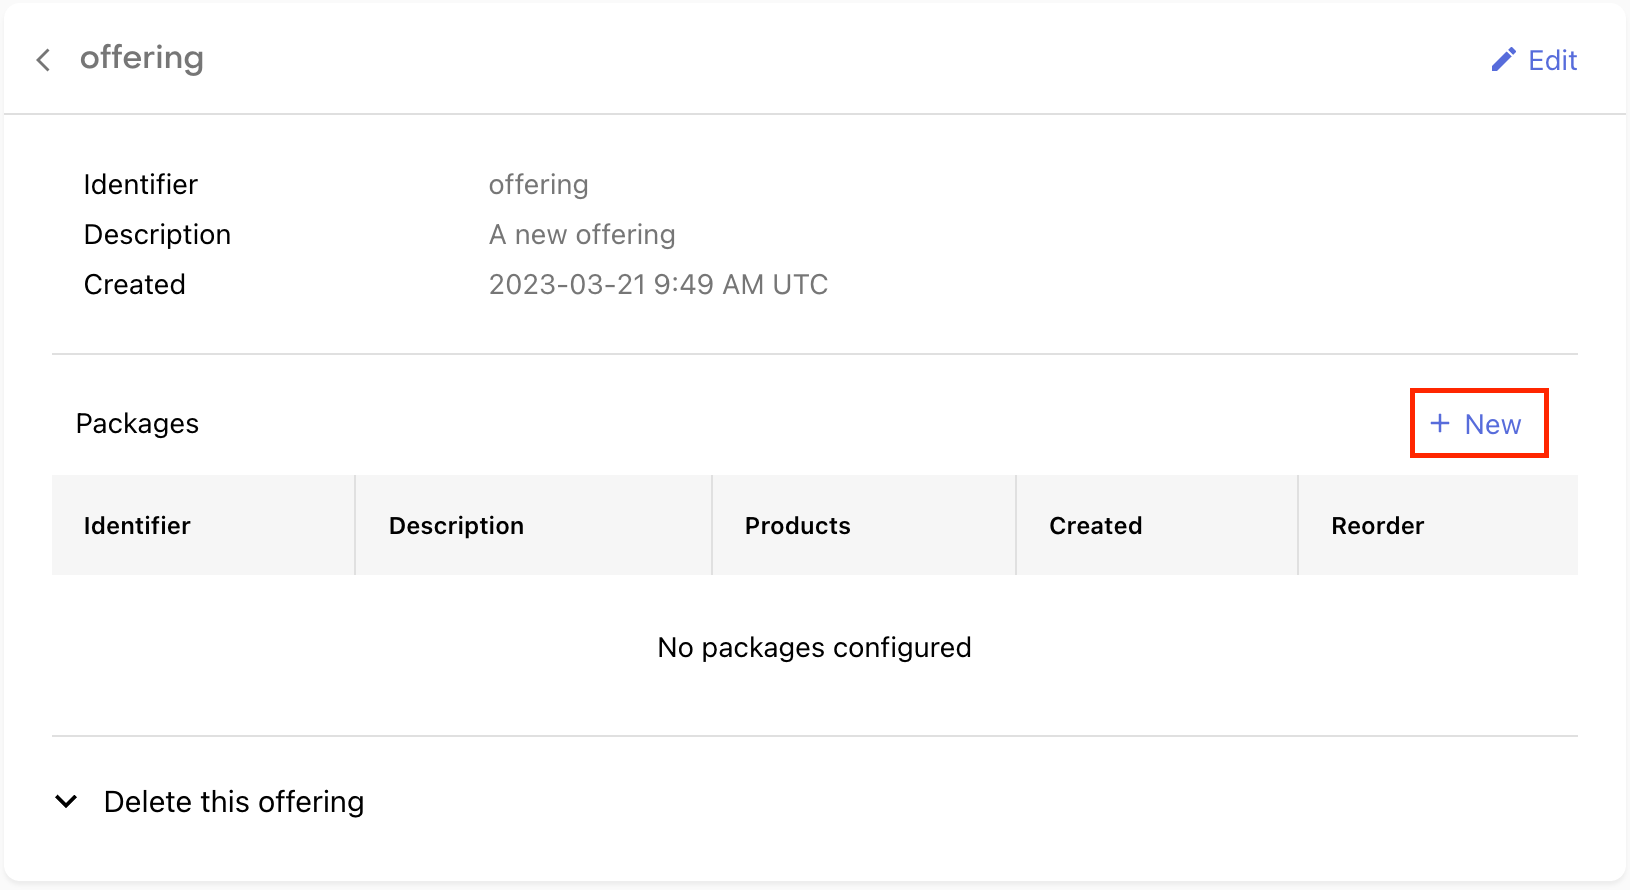 offering
Edit
Identifier offering
Description A new offering
Created 2023-03-21 9:49 AM UTC
Packages
+ New
Identifier Description Products Created Reorder
No packages configured
Delete this offering